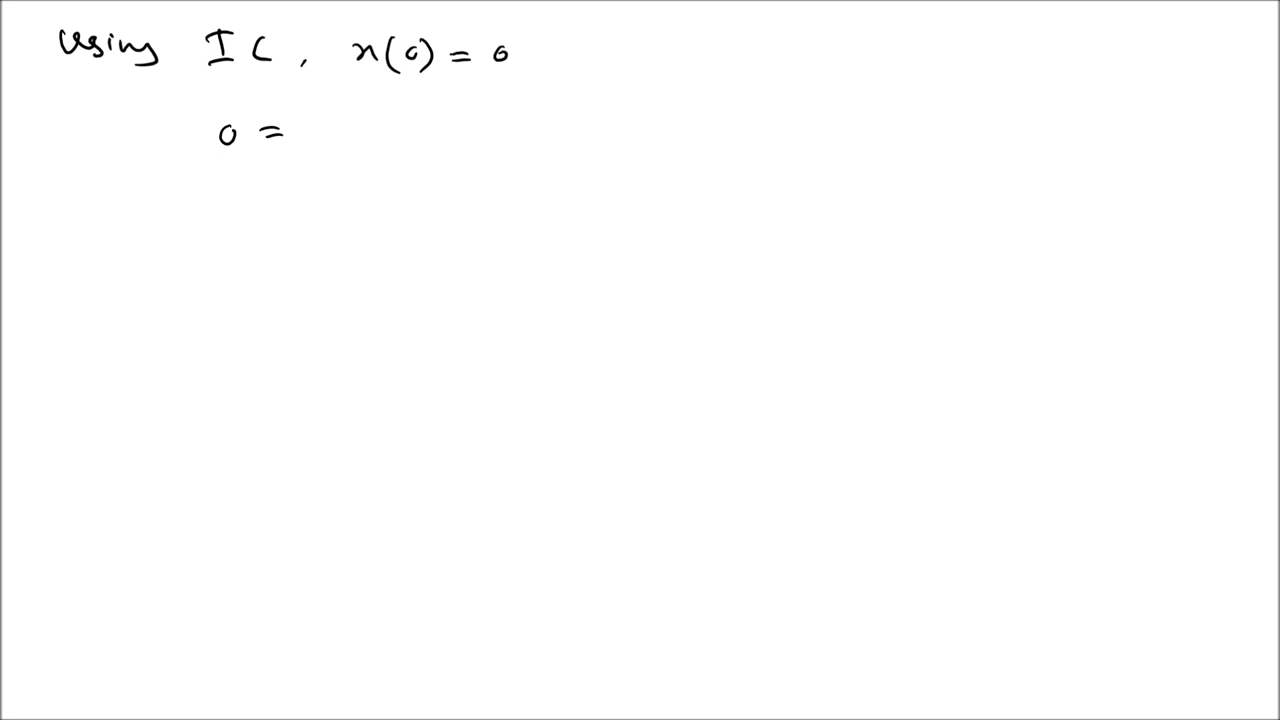 Using IC, x(0) = 0
0 =